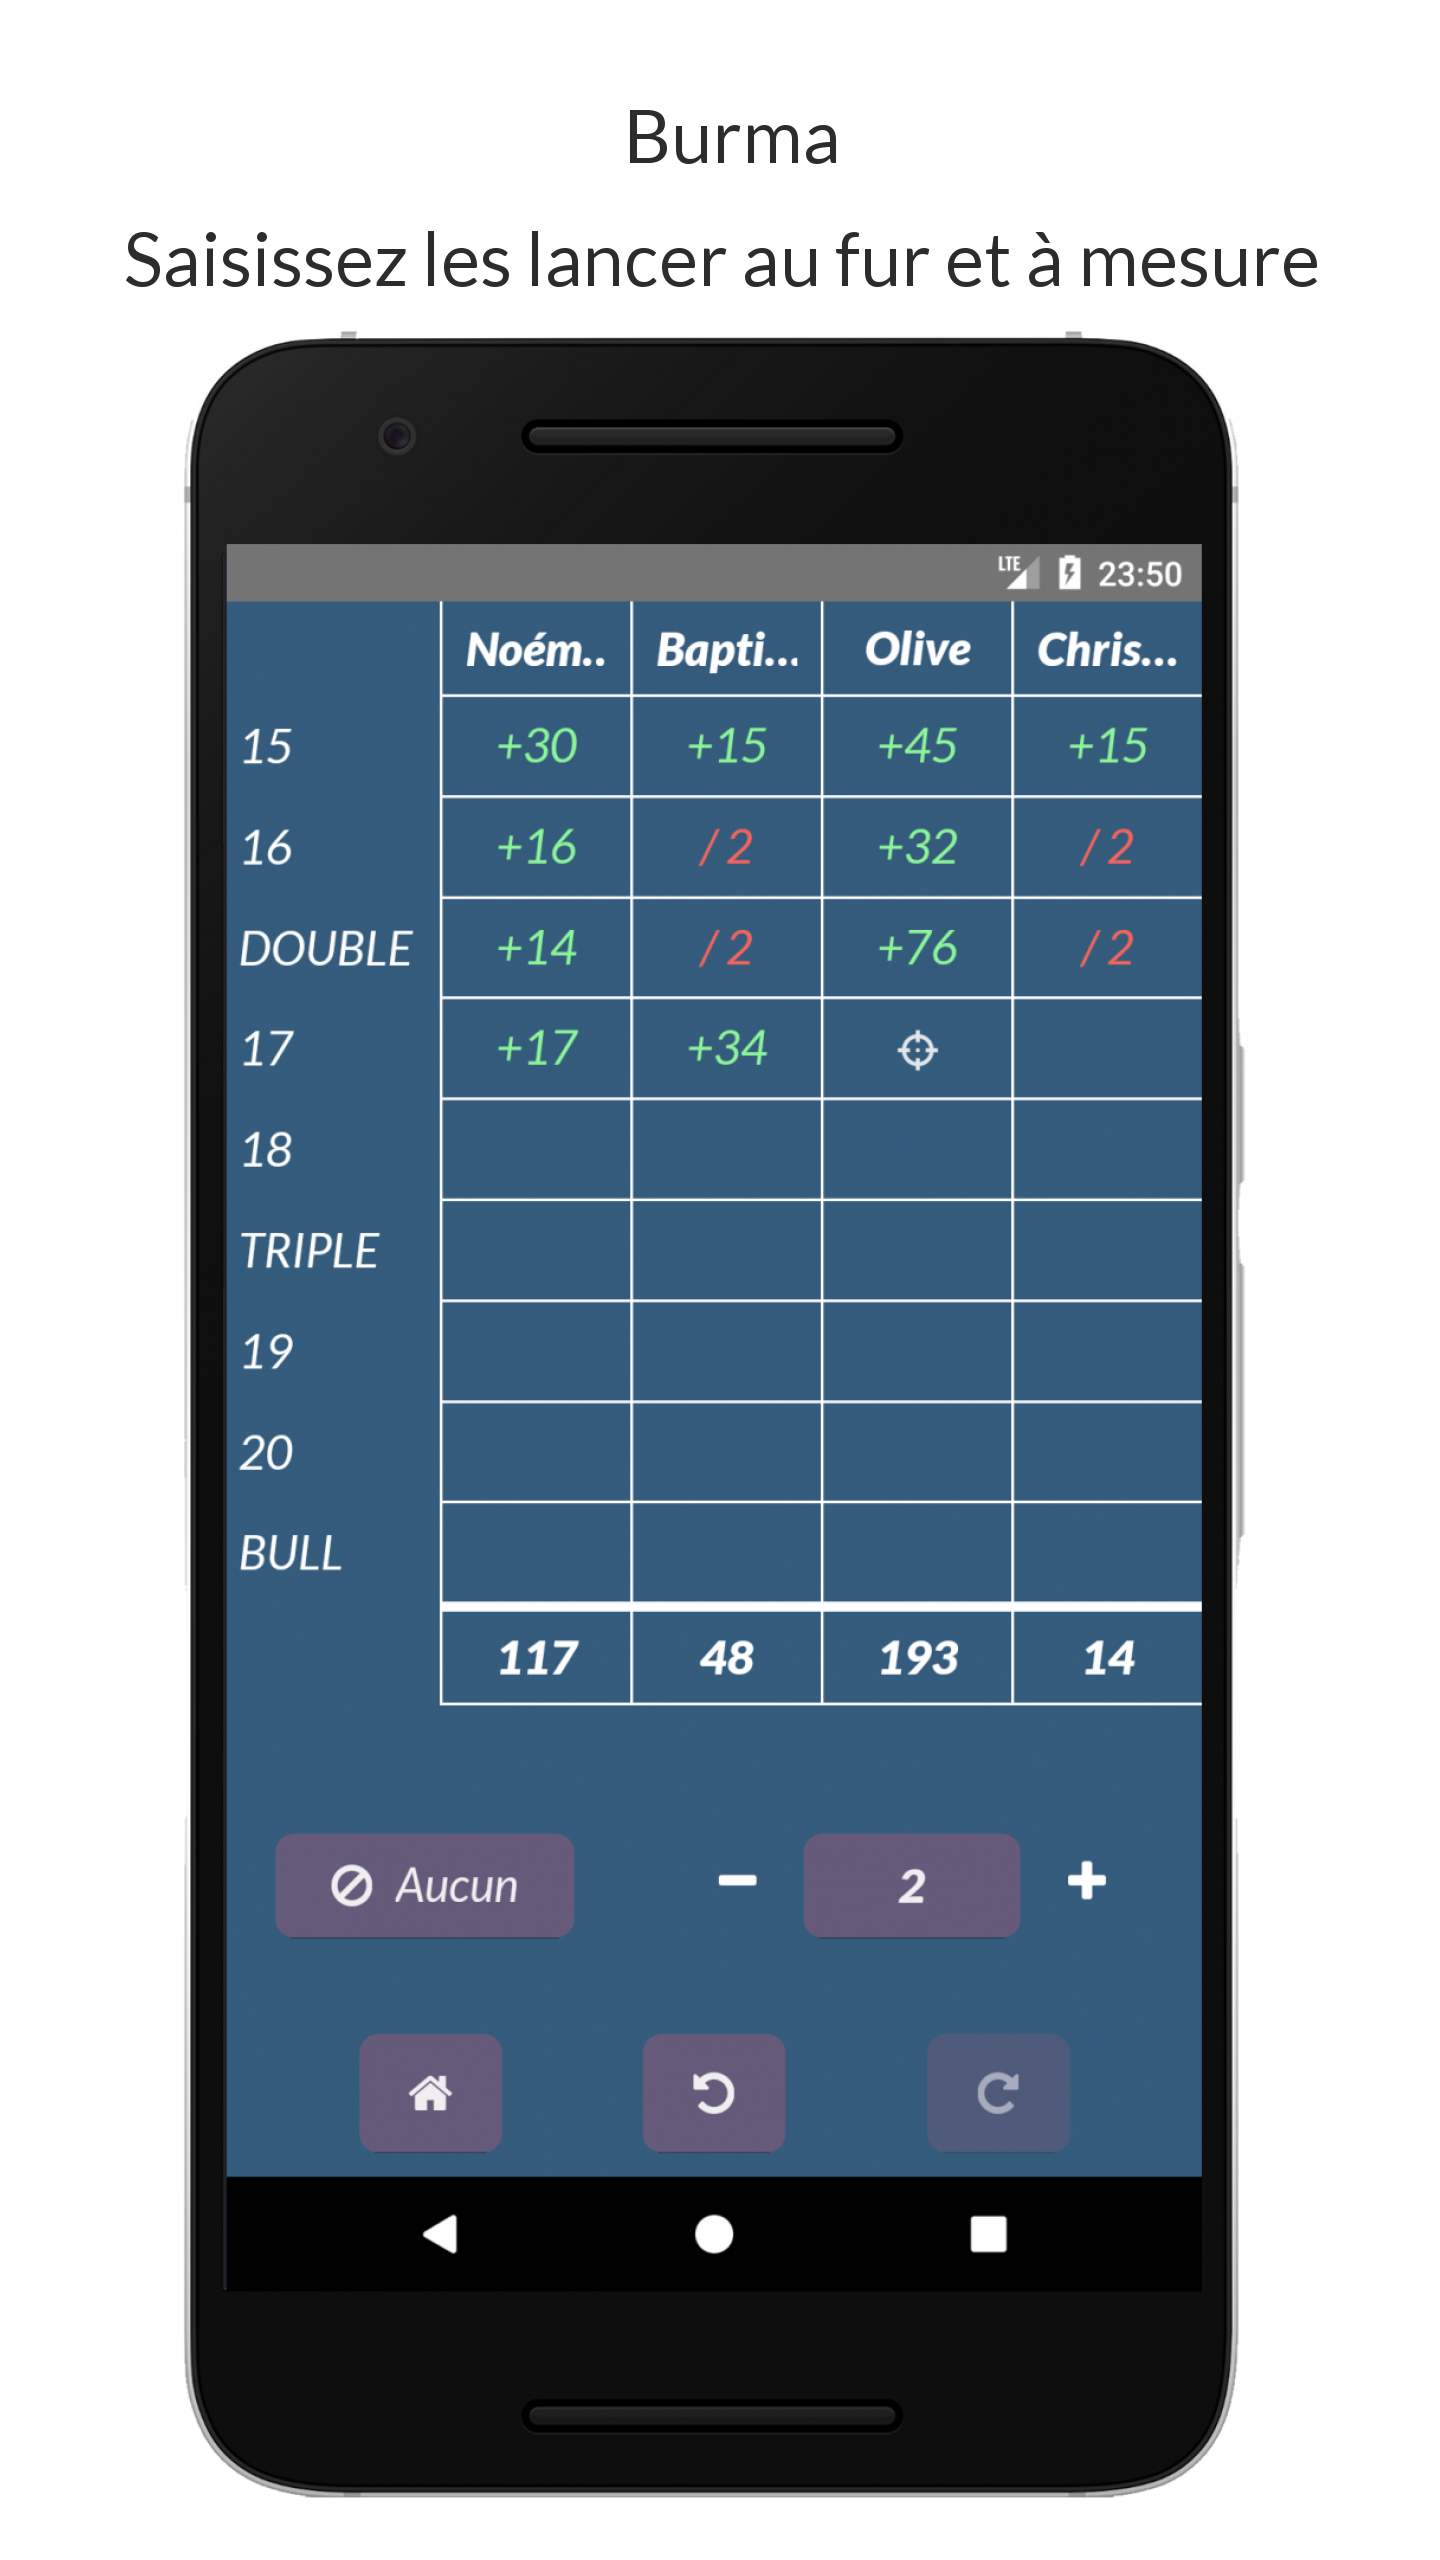 Burma
Saisissez les lancer au fur et à mesure
LTE 23:50
Noém.. Bapti... Olive Chris...
15 +30 +15 +45 +15
16 +16 / 2 +32 / 2
DOUBLE +14 / 2 +76 / 2
17 +17 +34
18
TRIPLE
19
20
BULL
117 48 193 14
Aucun 2